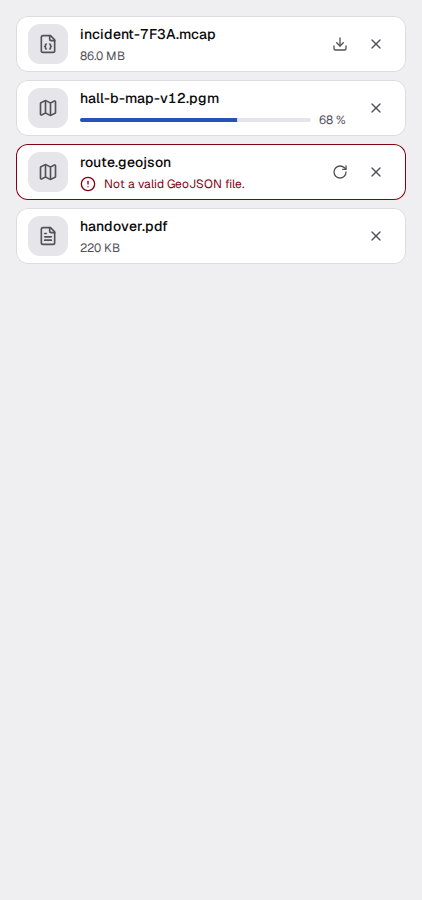 incident-7F3A.mcap
86.0 MB
hall-b-map-v12.pgm
68 %
route.geojson
Not a valid GeoJSON file.
handover.pdf
220 KB